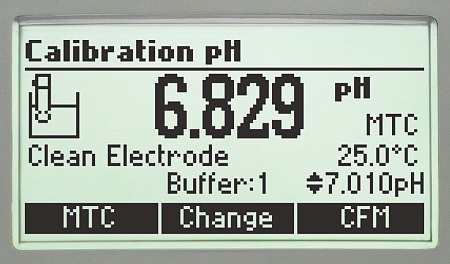 Calibration pH
6.829 pH
MTC
Clean Electrode 25.0°C
Buffer:1 7.010pH
MTC Change CFM